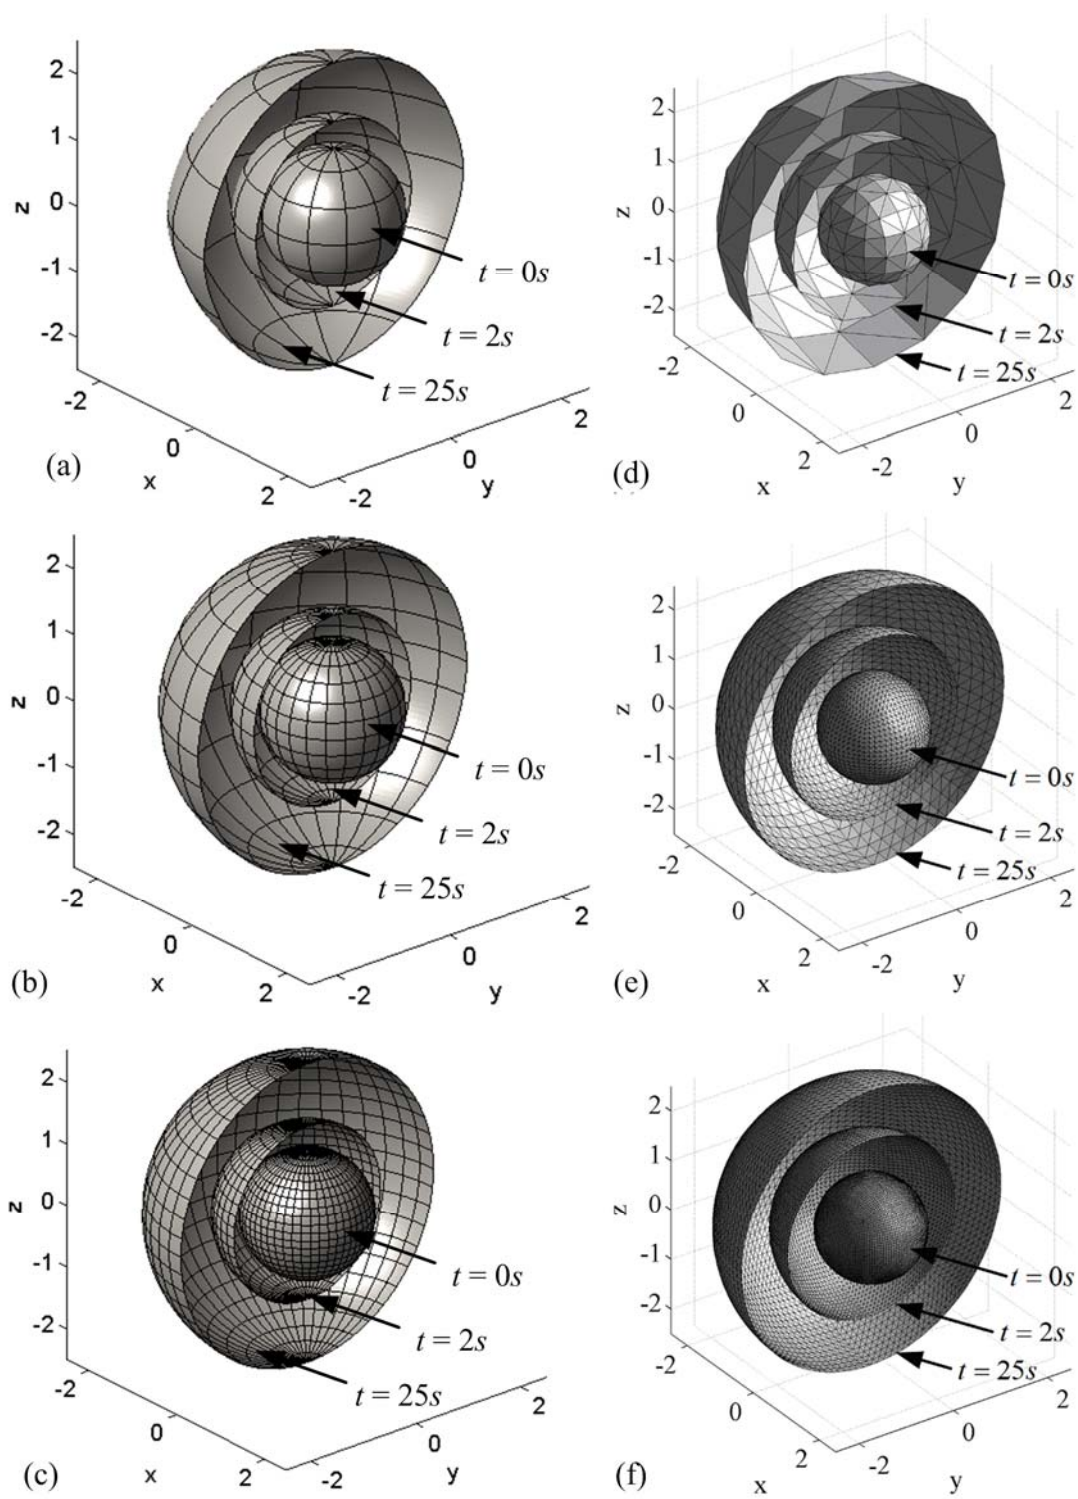 2
1
0
-1
-2
z
-2
0
2
x
-2
0
2
y
t = 0s
t = 2s
t = 25s
(a)
2
1
0
-1
-2
z
-2
0
2
x
-2
0
2
y
t = 0s
t = 2s
t = 25s
(d)
2
1
0
-1
-2
z
-2
0
2
x
-2
0
2
y
t = 0s
t = 2s
t = 25s
(b)
2
1
0
-1
-2
z
-2
0
2
x
-2
0
2
y
t = 0s
t = 2s
t = 25s
(e)
2
1
0
-1
-2
z
-2
0
2
x
-2
0
2
y
t = 0s
t = 2s
t = 25s
(c)
2
1
0
-1
-2
z
-2
0
2
x
-2
0
2
y
t = 0s
t = 2s
t = 25s
(f)